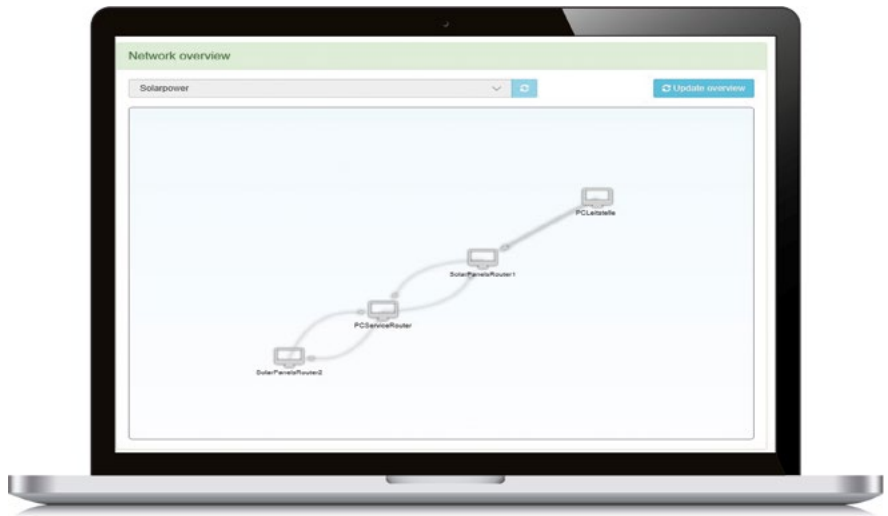 Network overview
Solarpower
Update overview
PCLeitstelle
SolarPanelsRouter1
PCServiceRouter
SolarPanelsRouter2